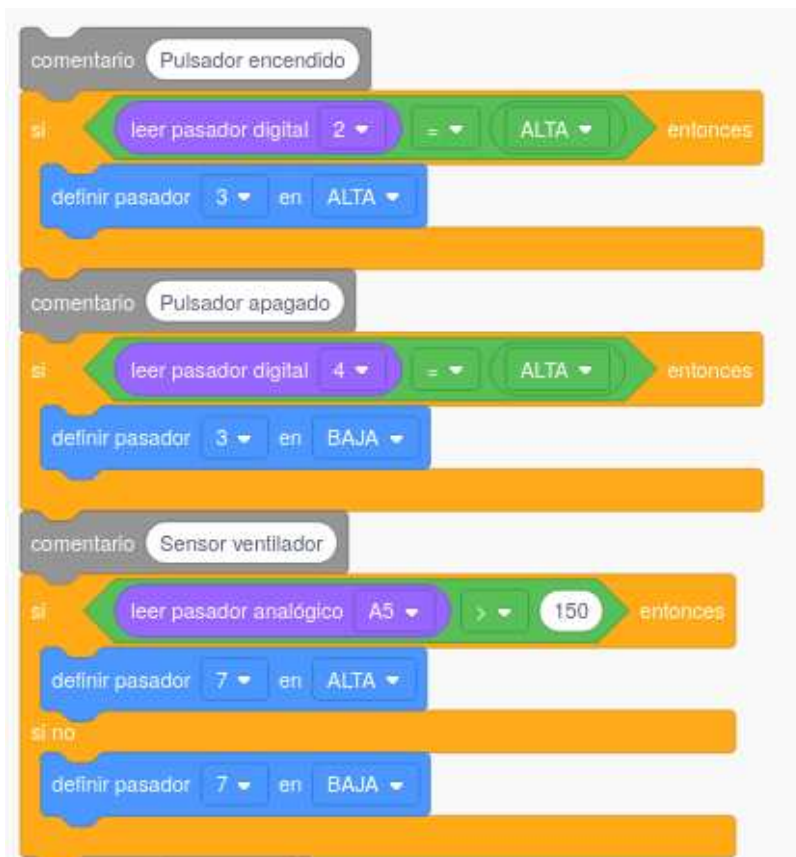 comentario Pulsador encendido
si leer pasador digital 2 = ALTA entonces
definir pasador 3 en ALTA
comentario Pulsador apagado
si leer pasador digital 4 = ALTA entonces
definir pasador 3 en BAJA
comentario Sensor ventilador
si leer pasador analógico A5 > 150 entonces
definir pasador 7 en ALTA
si no
definir pasador 7 en BAJA